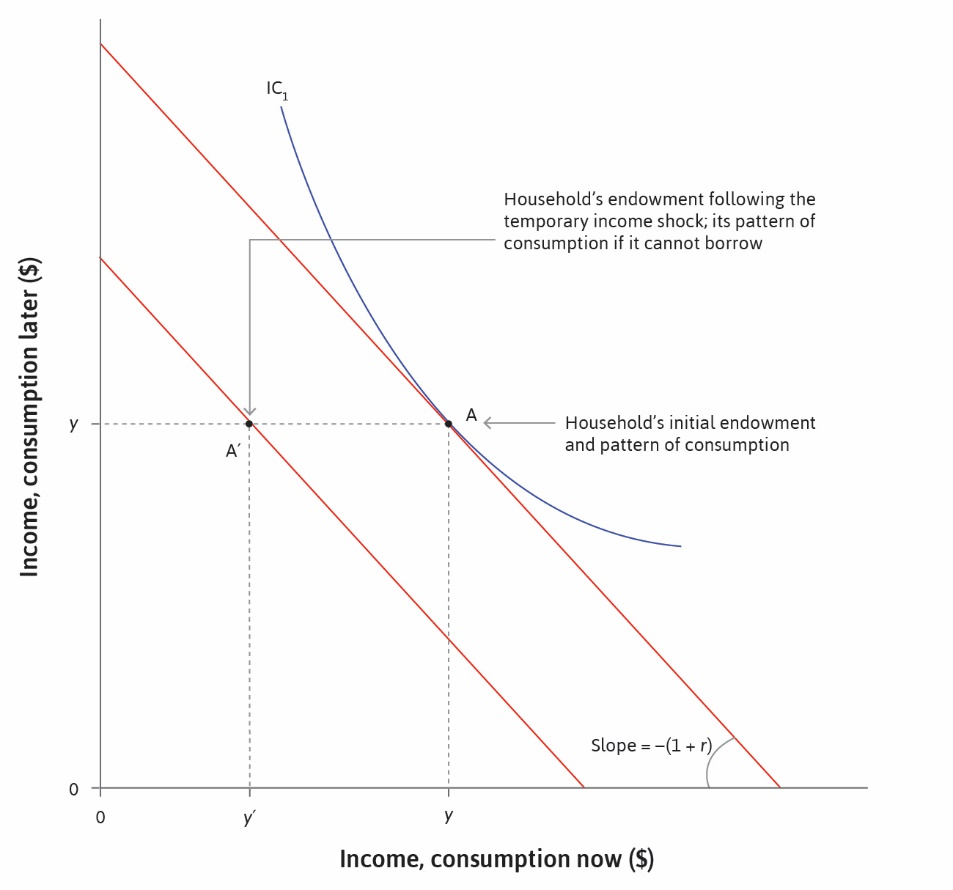 IC1
Household’s endowment following the
temporary income shock; its pattern of
consumption if it cannot borrow
Income, consumption later ($)
y
A
A′
Household’s initial endowment
and pattern of consumption
Slope = −(1 + r)
0
0
y′
y
Income, consumption now ($)